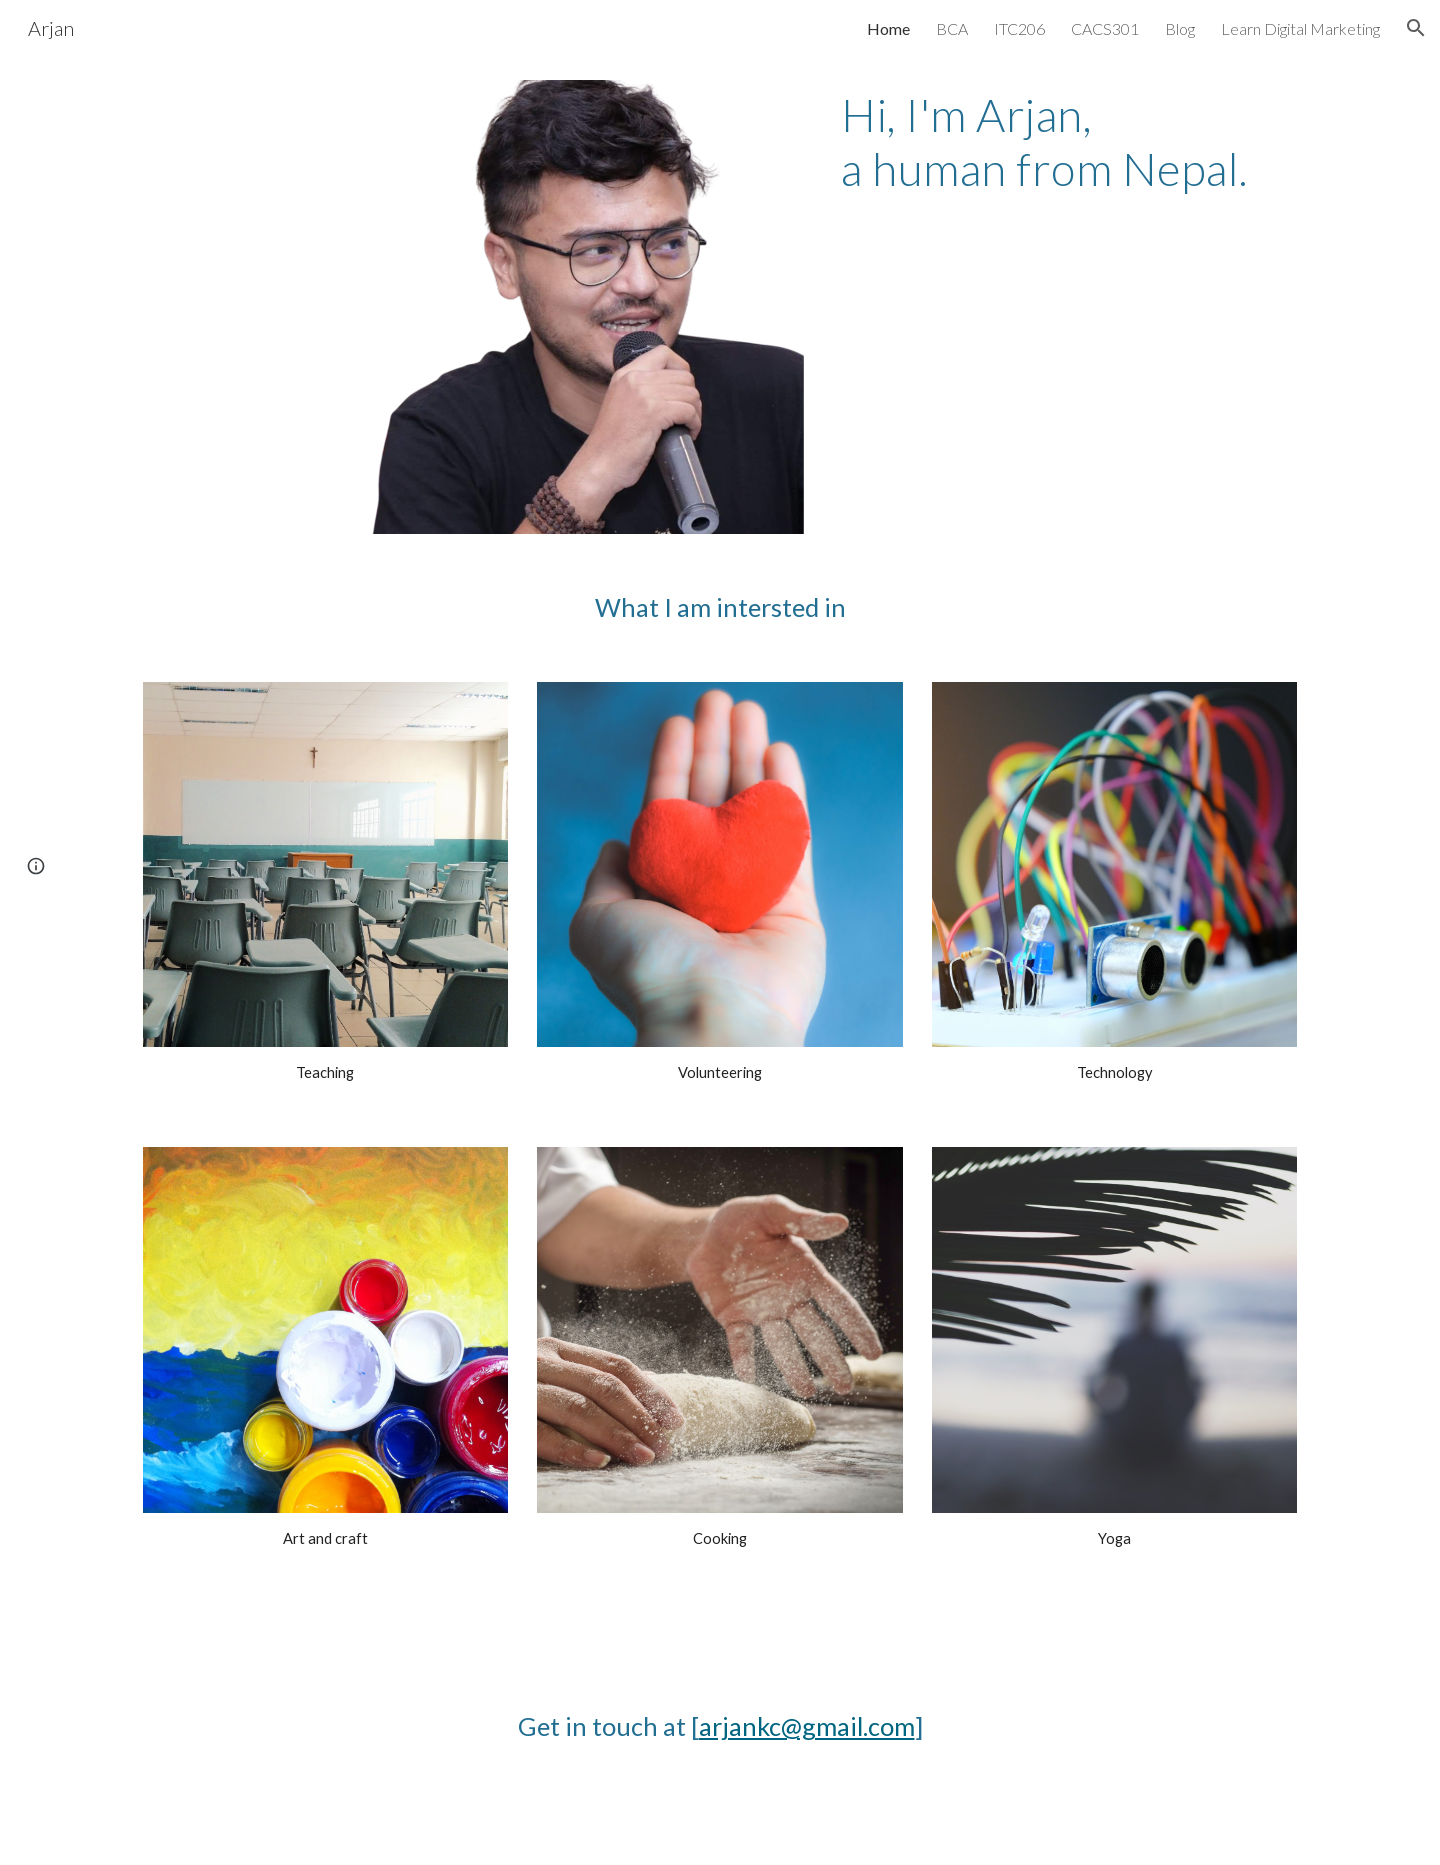 Arjan
Home BCA ITC206 CACS301 Blog Learn Digital Marketing
Hi, I'm Arjan,
a human from Nepal.
What I am intersted in
Teaching Volunteering Technology
Art and craft Cooking Yoga
Get in touch at [arjankc@gmail.com]